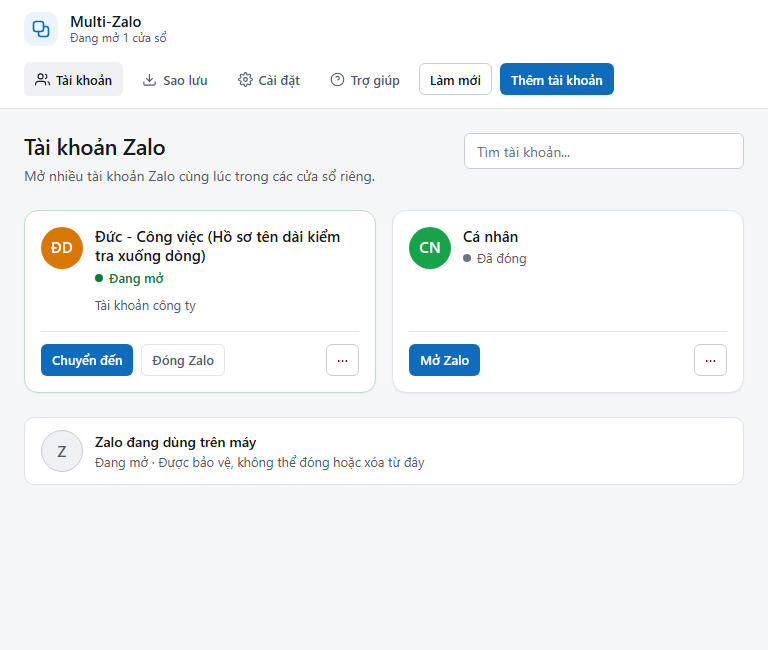 Multi-Zalo
Đang mở 1 cửa sổ
Tài khoản
Sao lưu
Cài đặt
Trợ giúp
Làm mới
Thêm tài khoản
Tài khoản Zalo
Mở nhiều tài khoản Zalo cùng lúc trong các cửa sổ riêng.
Tìm tài khoản...
ĐD
Đức - Công việc (Hồ sơ tên dài kiểm
tra xuống dòng)
Đang mở
Tài khoản công ty
Chuyển đến
Đóng Zalo
...
CN
Cá nhân
Đã đóng
Mở Zalo
...
Z
Zalo đang dùng trên máy
Đang mở · Được bảo vệ, không thể đóng hoặc xóa từ đây